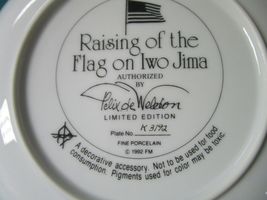 Raising of the
Flag on Iwo Jima
AUTHORIZED
BY
Felix de Weldon
LIMITED EDITION
Plate No. K3192
FINE PORCELAIN
© 1992 FM
A decorative accessory. Not to be used for food
consumption. Pigments used for color may be toxic.